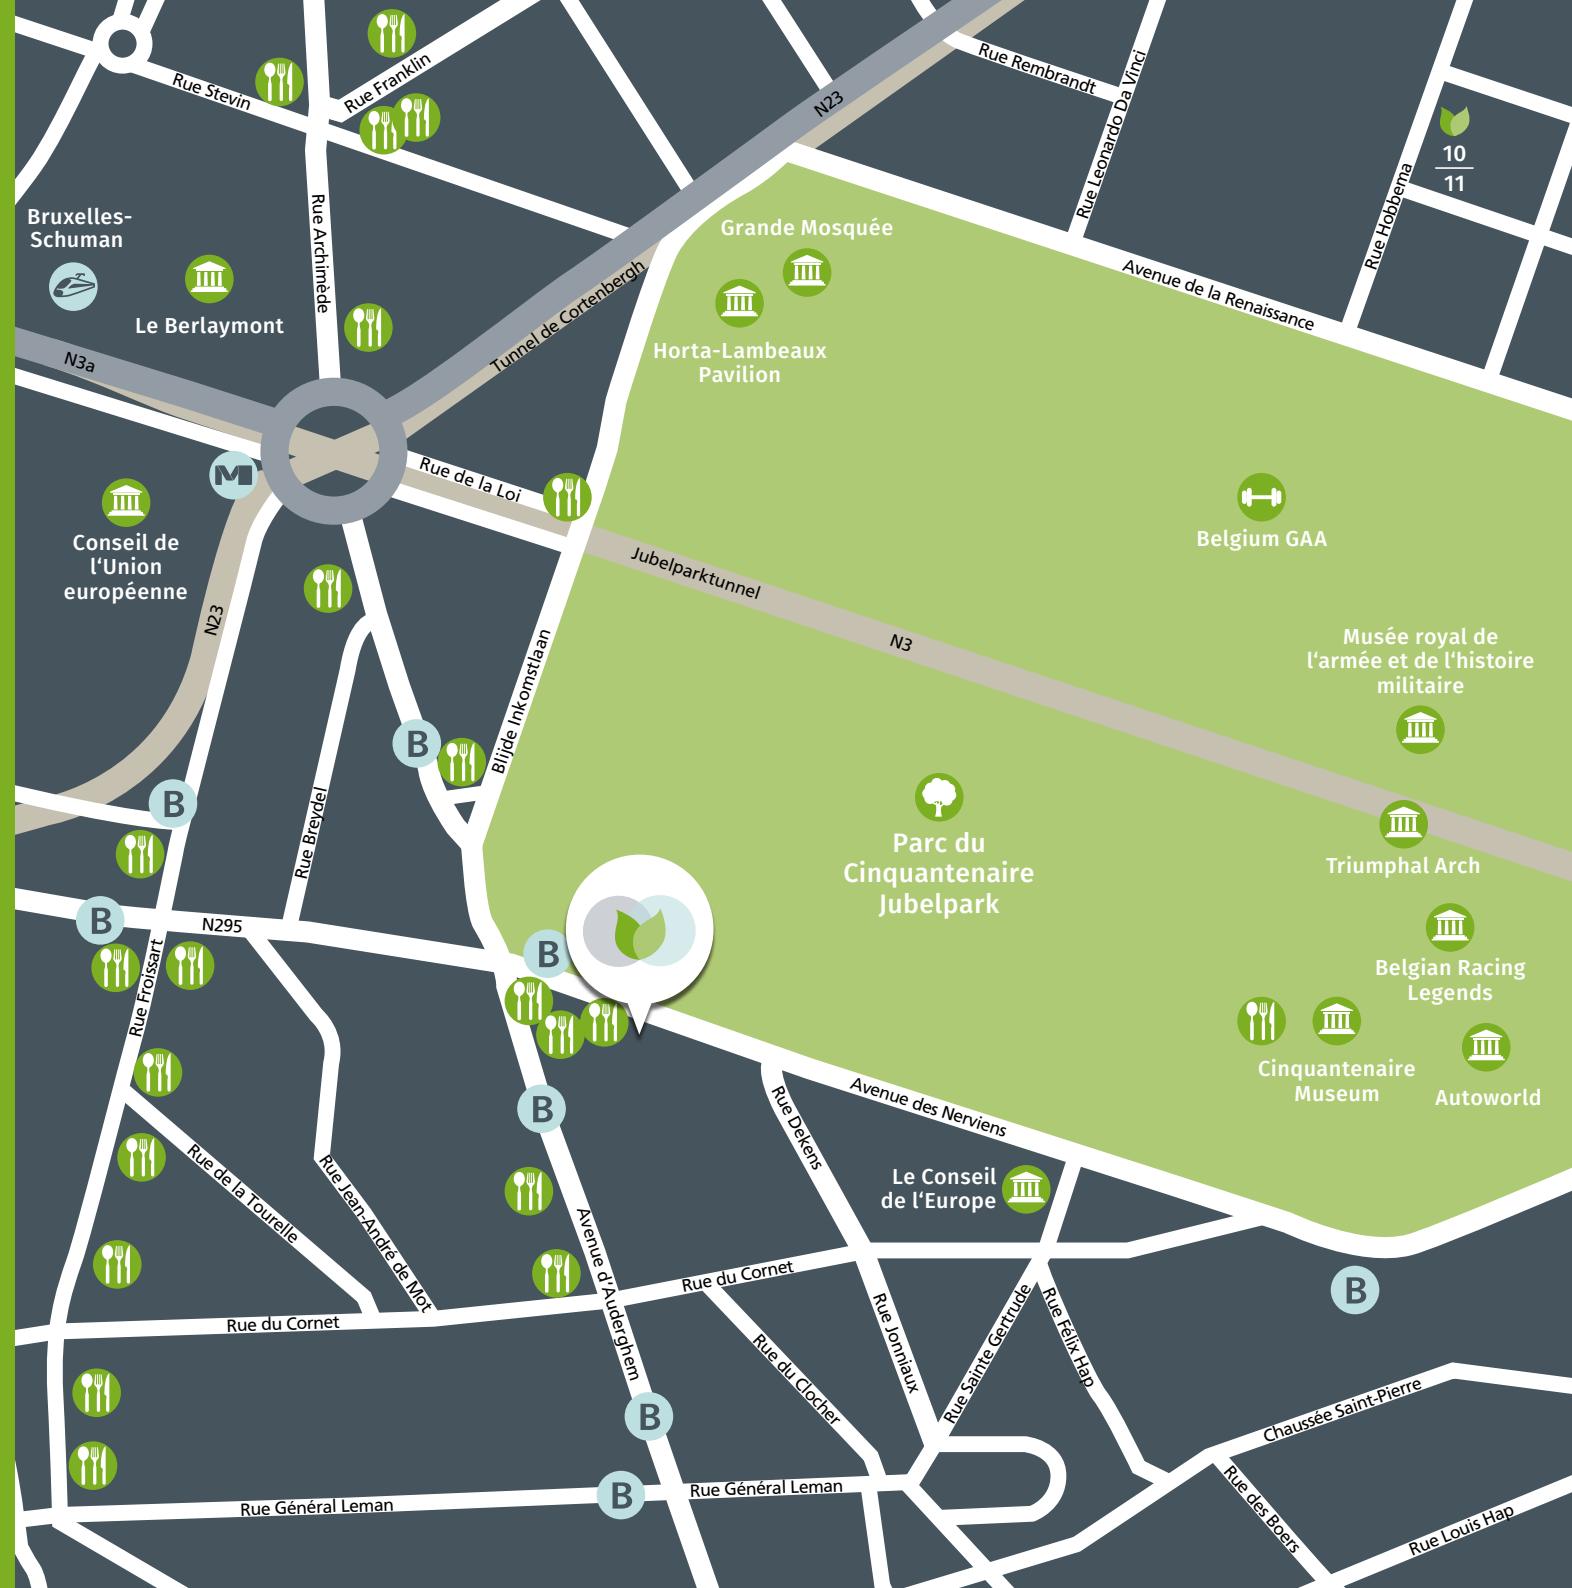 Rue Franklin
Rue Stevin
N23
Rue Rembrandt
Rue Leonardo Da Vinci
10
11
Rue Hobbema
Bruxelles-
Schuman
Rue Archimède
Grande Mosquée
Le Berlaymont
Tunnel de Cortenbergh
Avenue de la Renaissance
N3a
Horta-Lambeaux
Pavilion
M
Rue de la Loi
Conseil de
l‘Union
européenne
Belgium GAA
Jubelparktunnel
N23
N3
Musée royal de
l‘armée et de l‘histoire
militaire
Blijde Inkomstlaan
B
B
Rue Breydel
Parc du
Cinquantenaire
Jubelpark
Triumphal Arch
B
N295
B
Rue Froissart
Belgian Racing
Legends
Cinquantenaire
Museum
Autoworld
B
Rue Dekens
Avenue des Nerviens
Rue de la Tourelle
Rue Jean-André de Mot
Le Conseil
de l‘Europe
Avenue d'Auderghem
Rue du Cornet
Rue du Cornet
B
Rue Jonniaux
Rue Sainte Gertrude
Rue Félix Hap
Rue du Clocher
B
Chaussée Saint-Pierre
Rue Général Leman
B
Rue Général Leman
Rue des Boers
Rue Louis Hap